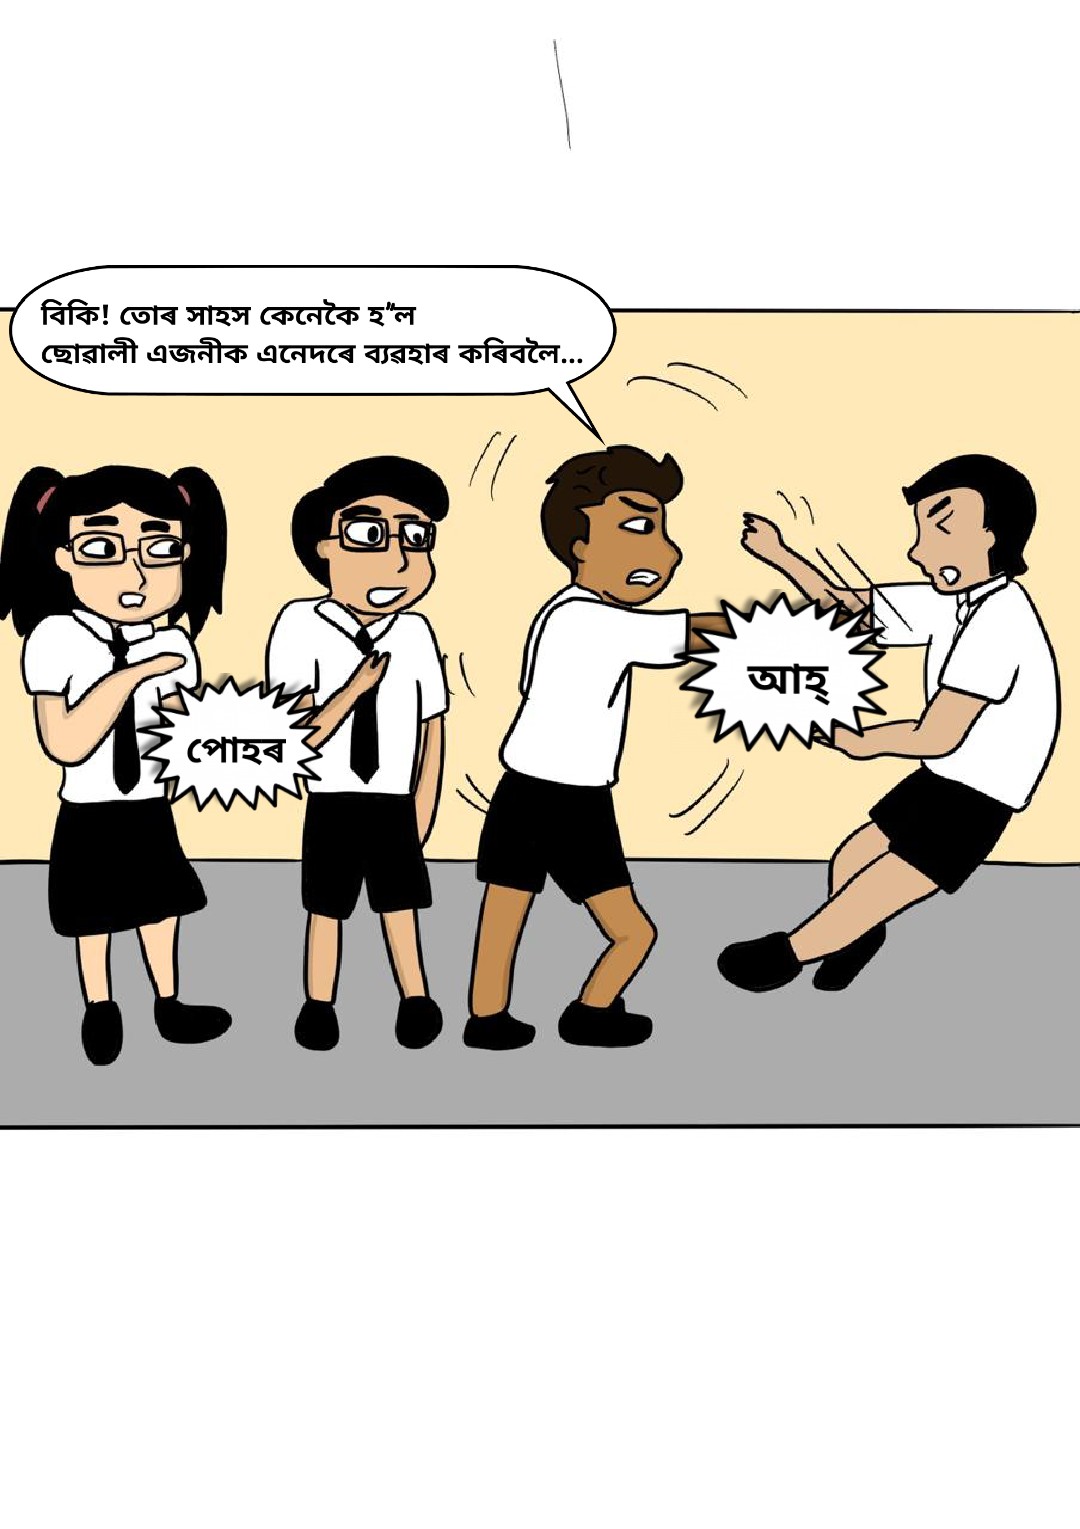 বিকি! তোৰ সাহস কেনেকৈ হ"ল
ছোৱালী এজনীক এনেদৰে ব্যৱহাৰ কৰিবলৈ...
আহ্
পোহৰ